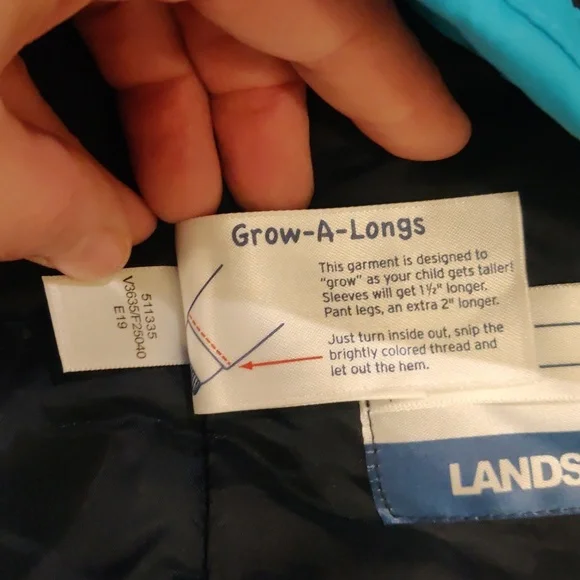 Grow-A-Longs
This garment is designed to
"grow" as your child gets taller!
Sleeves will get 1½" longer.
Pant legs, an extra 2" longer.
Just turn inside out, snip the
brightly colored thread and
let out the hem.
511335
V3635/F25040
E19
LANDS